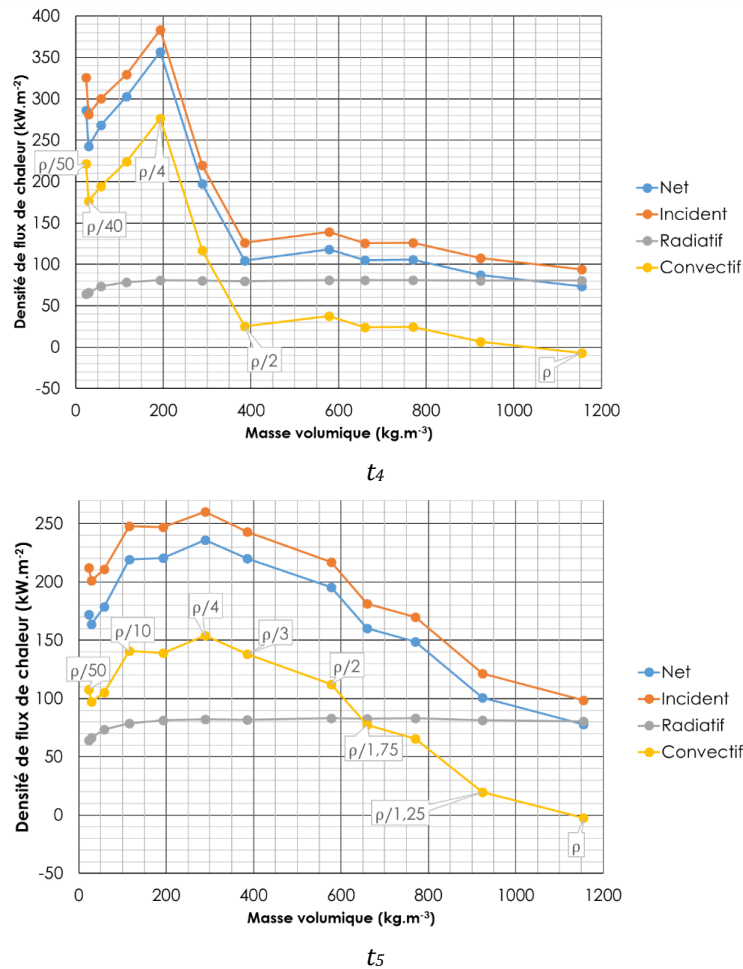 400
350
300
250
200
150
100
50
0
-50
Densité de flux de chaleur (kW.m-2)
ρ/50
ρ/40
ρ/4
ρ/2
ρ
0 200 400 600 800 1000 1200
Masse volumique (kg.m-3)
Net
Incident
Radiatif
Convectif
t4
250
200
150
100
50
0
-50
Densité de flux de chaleur (kW.m-2)
ρ/50
ρ/10
ρ/4
ρ/3
ρ/2
ρ/1,75
ρ/1,25
ρ
0 200 400 600 800 1000 1200
Masse volumique (kg.m-3)
Net
Incident
Radiatif
Convectif
t5